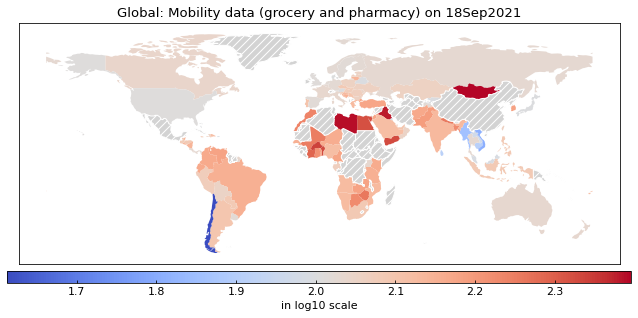 Global: Mobility data (grocery and pharmacy) on 18Sep2021
1.7 1.8 1.9 2.0 2.1 2.2 2.3
in log10 scale